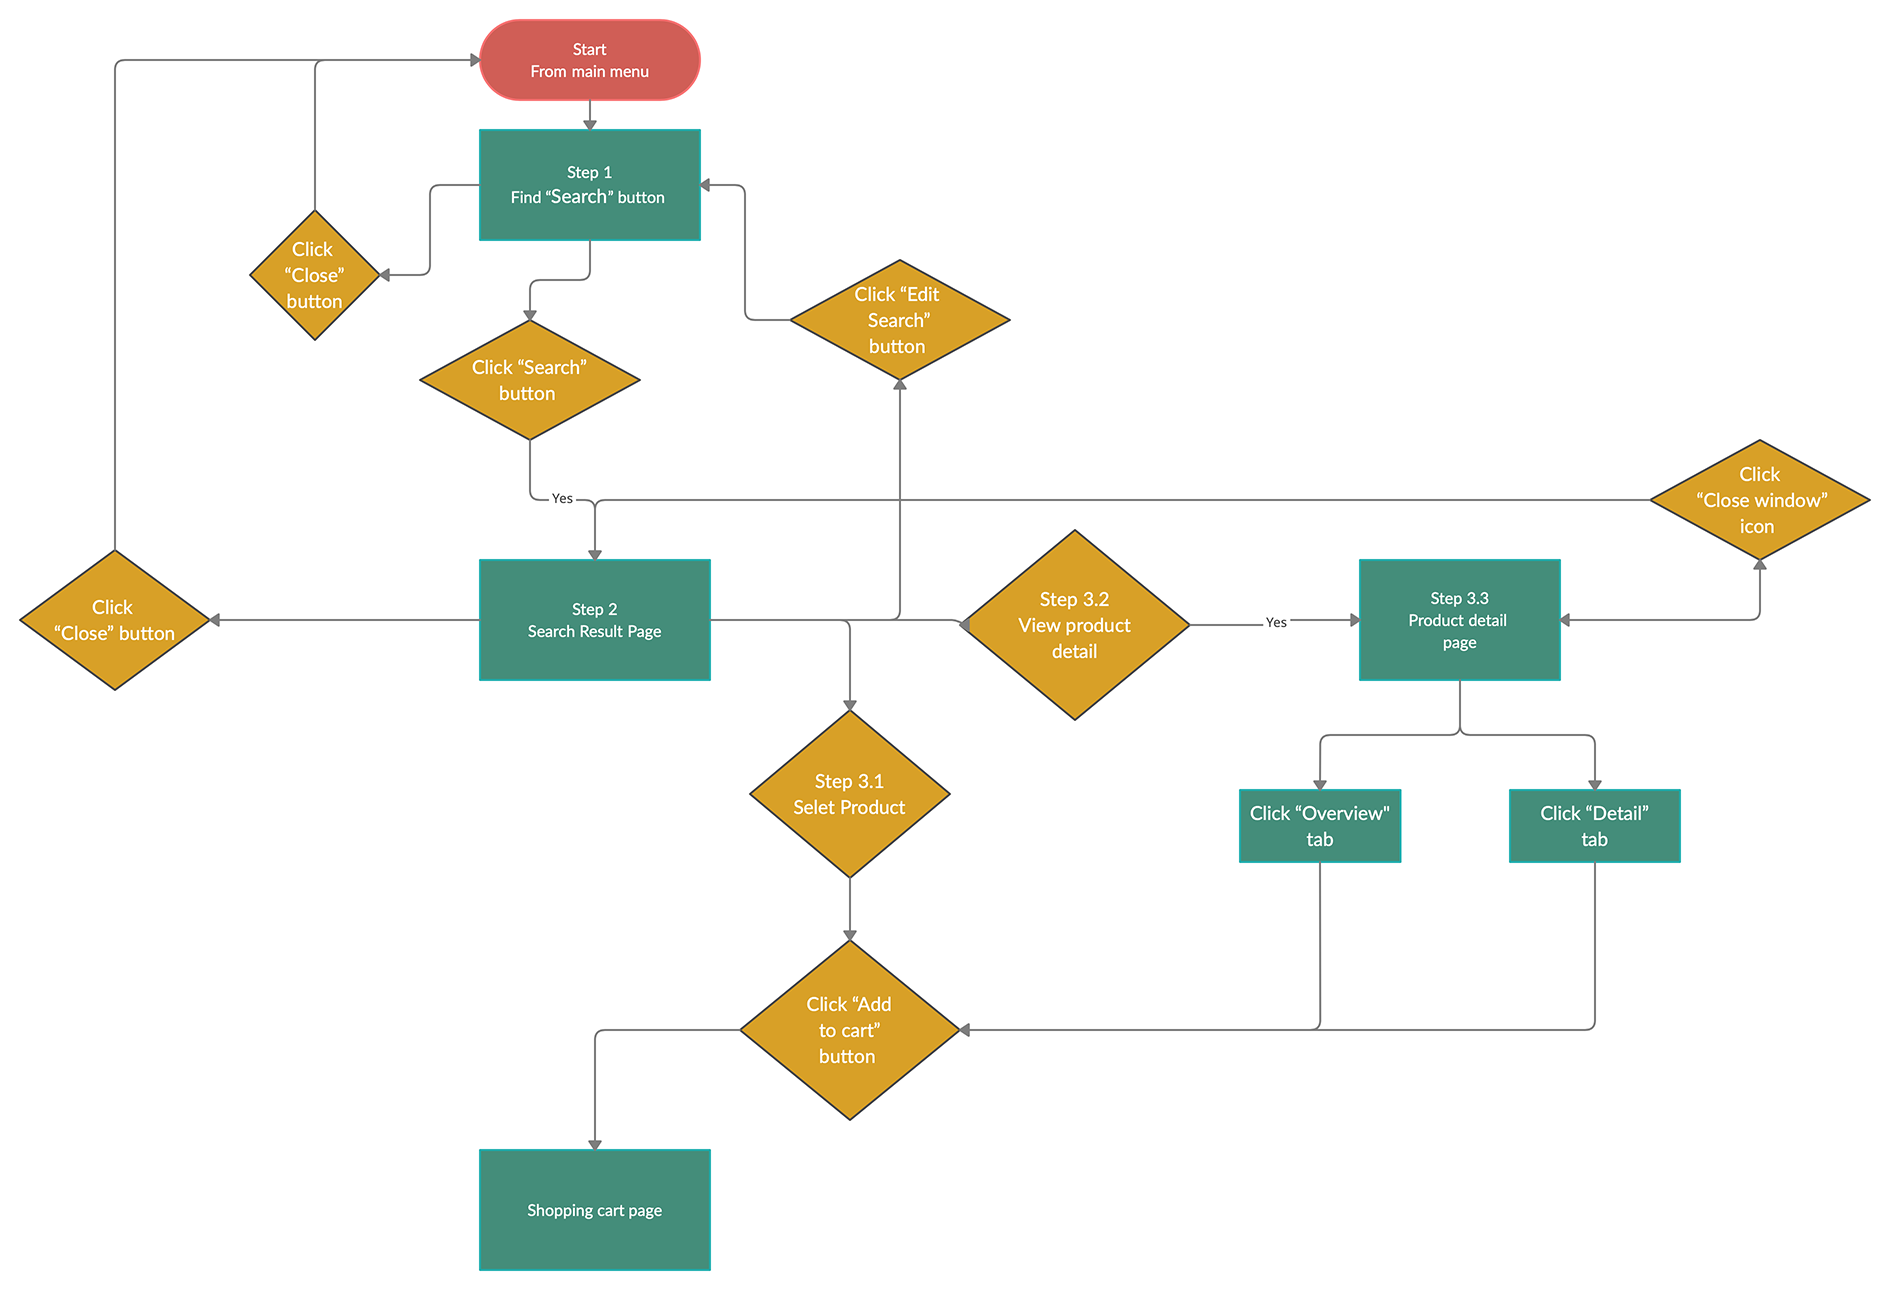 Start
From main menu
Step 1
Find “Search” button
Click
“Close”
button
Click “Edit
Search”
button
Click “Search”
button
Click
“Close window”
icon
Yes
Click
“Close” button
Step 2
Search Result Page
Step 3.2
View product
detail
Yes
Step 3.3
Product detail
page
Step 3.1
Selet Product
Click “Overview"
tab
Click “Detail”
tab
Click “Add
to cart”
button
Shopping cart page